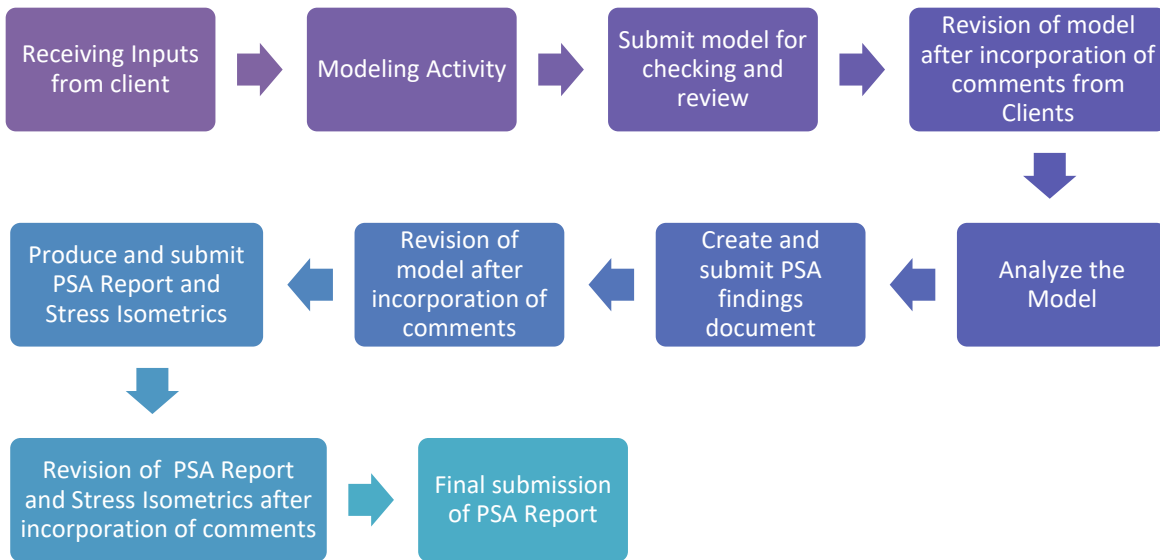 Receiving Inputs
from client
Modeling Activity
Submit model for
checking and
review
Revision of model
after incorporation of
comments from
Clients
Analyze the
Model
Create and
submit PSA
findings
document
Revision of
model after
incorporation of
comments
Produce and submit
PSA Report and
Stress Isometrics
Revision of  PSA Report
and Stress Isometrics after
incorporation of comments
Final submission
of PSA Report